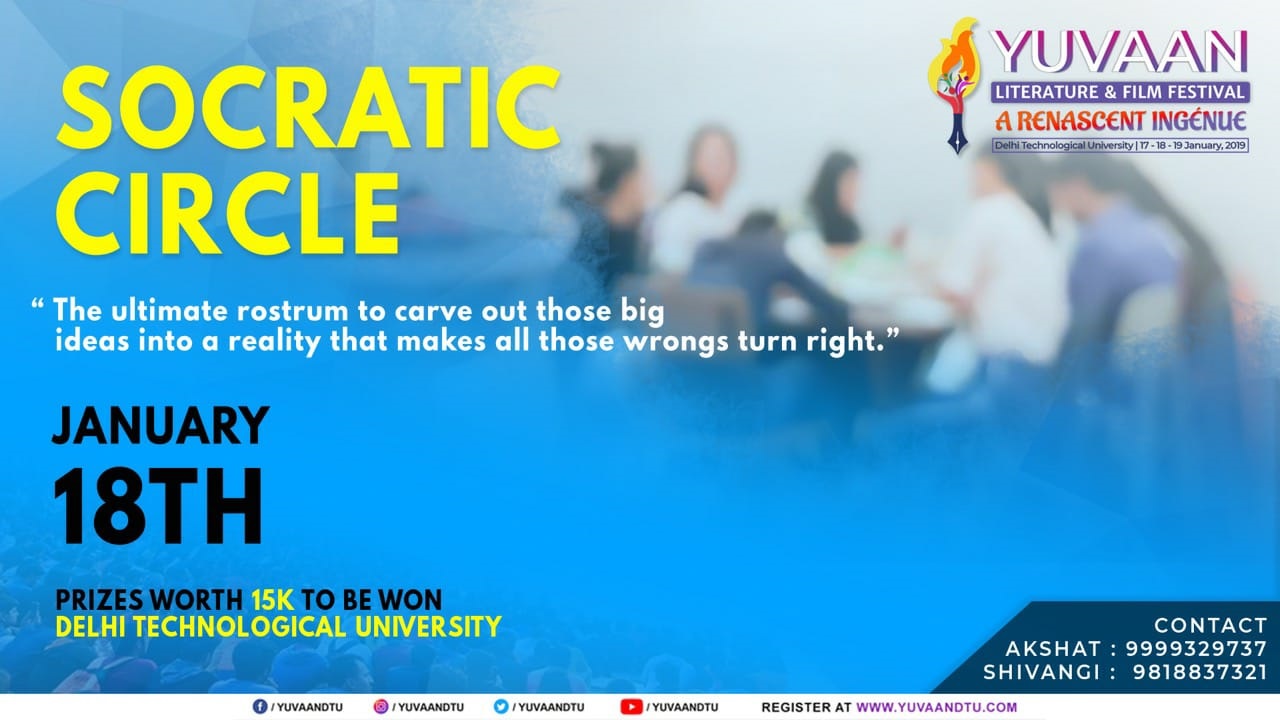 SOCRATIC
CIRCLE
“ The ultimate rostrum to carve out those big
ideas into a reality that makes all those wrongs turn right.”
JANUARY
18TH
PRIZES WORTH 15K TO BE WON
DELHI TECHNOLOGICAL UNIVERSITY
YUVAAN
LITERATURE & FILM FESTIVAL
A RENASCENT INGÉNUE
Delhi Technological University | 17 - 18 - 19 January, 2019
CONTACT
AKSHAT : 9999329737
SHIVANGI : 9818837321
/ YUVAANDTU / YUVAANDTU / YUVAANDTU / YUVAANDTU REGISTER AT WWW.YUVAANDTU.COM